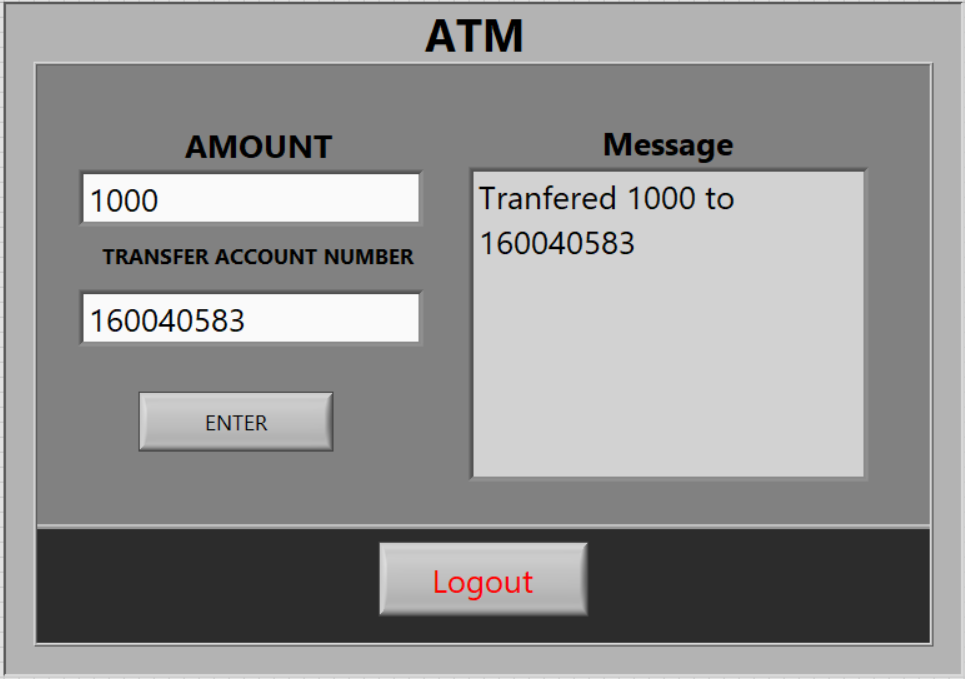 ATM
AMOUNT
1000
TRANSFER ACCOUNT NUMBER
160040583
ENTER
Message
Tranfered 1000 to
160040583
Logout